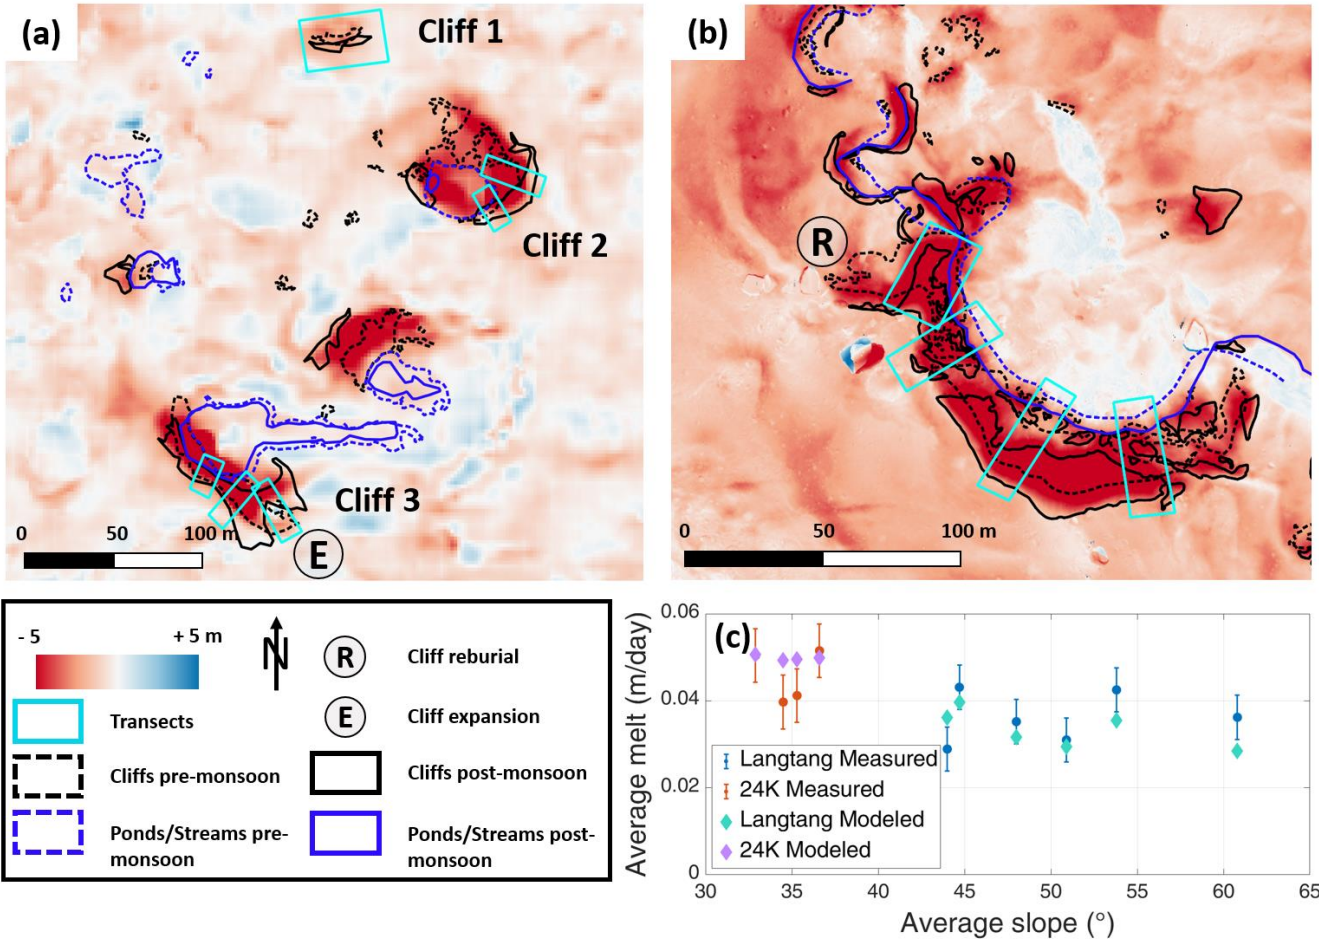 (a)
Cliff 1
Cliff 2
Cliff 3
0 50 100 m
E
(b)
R
0 50 100 m
- 5 + 5 m
N
R Cliff reburial
E Cliff expansion
Transects
Cliffs pre-monsoon
Cliffs post-monsoon
Ponds/Streams pre-
monsoon
Ponds/Streams post-
monsoon
(c)
Average melt (m/day)
0.06
0.04
0.02
0
Langtang Measured
24K Measured
Langtang Modeled
24K Modeled
30 35 40 45 50 55 60 65
Average slope (°)